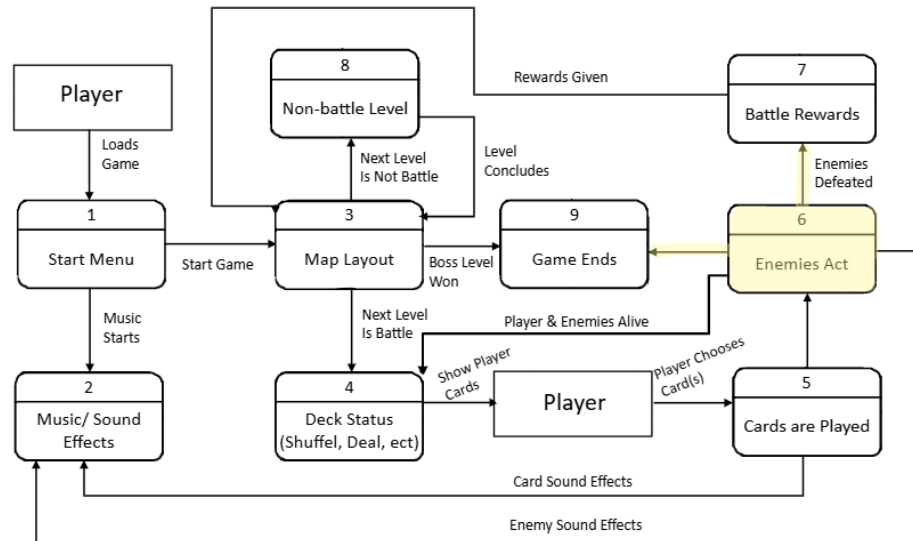 8
Non-battle Level
Rewards Given
7
Battle Rewards
Player
Loads
Game
Next Level
Is Not Battle
Level
Concludes
Enemies
Defeated
1
Start Menu
Start Game
3
Map Layout
Boss Level
Won
9
Game Ends
6
Enemies Act
Music
Starts
Next Level
Is Battle
Player & Enemies Alive
Show Player
Cards
Player Chooses
Card(s)
2
Music/ Sound
Effects
4
Deck Status
(Shuffel, Deal, ect)
Player
5
Cards are Played
Card Sound Effects
Enemy Sound Effects